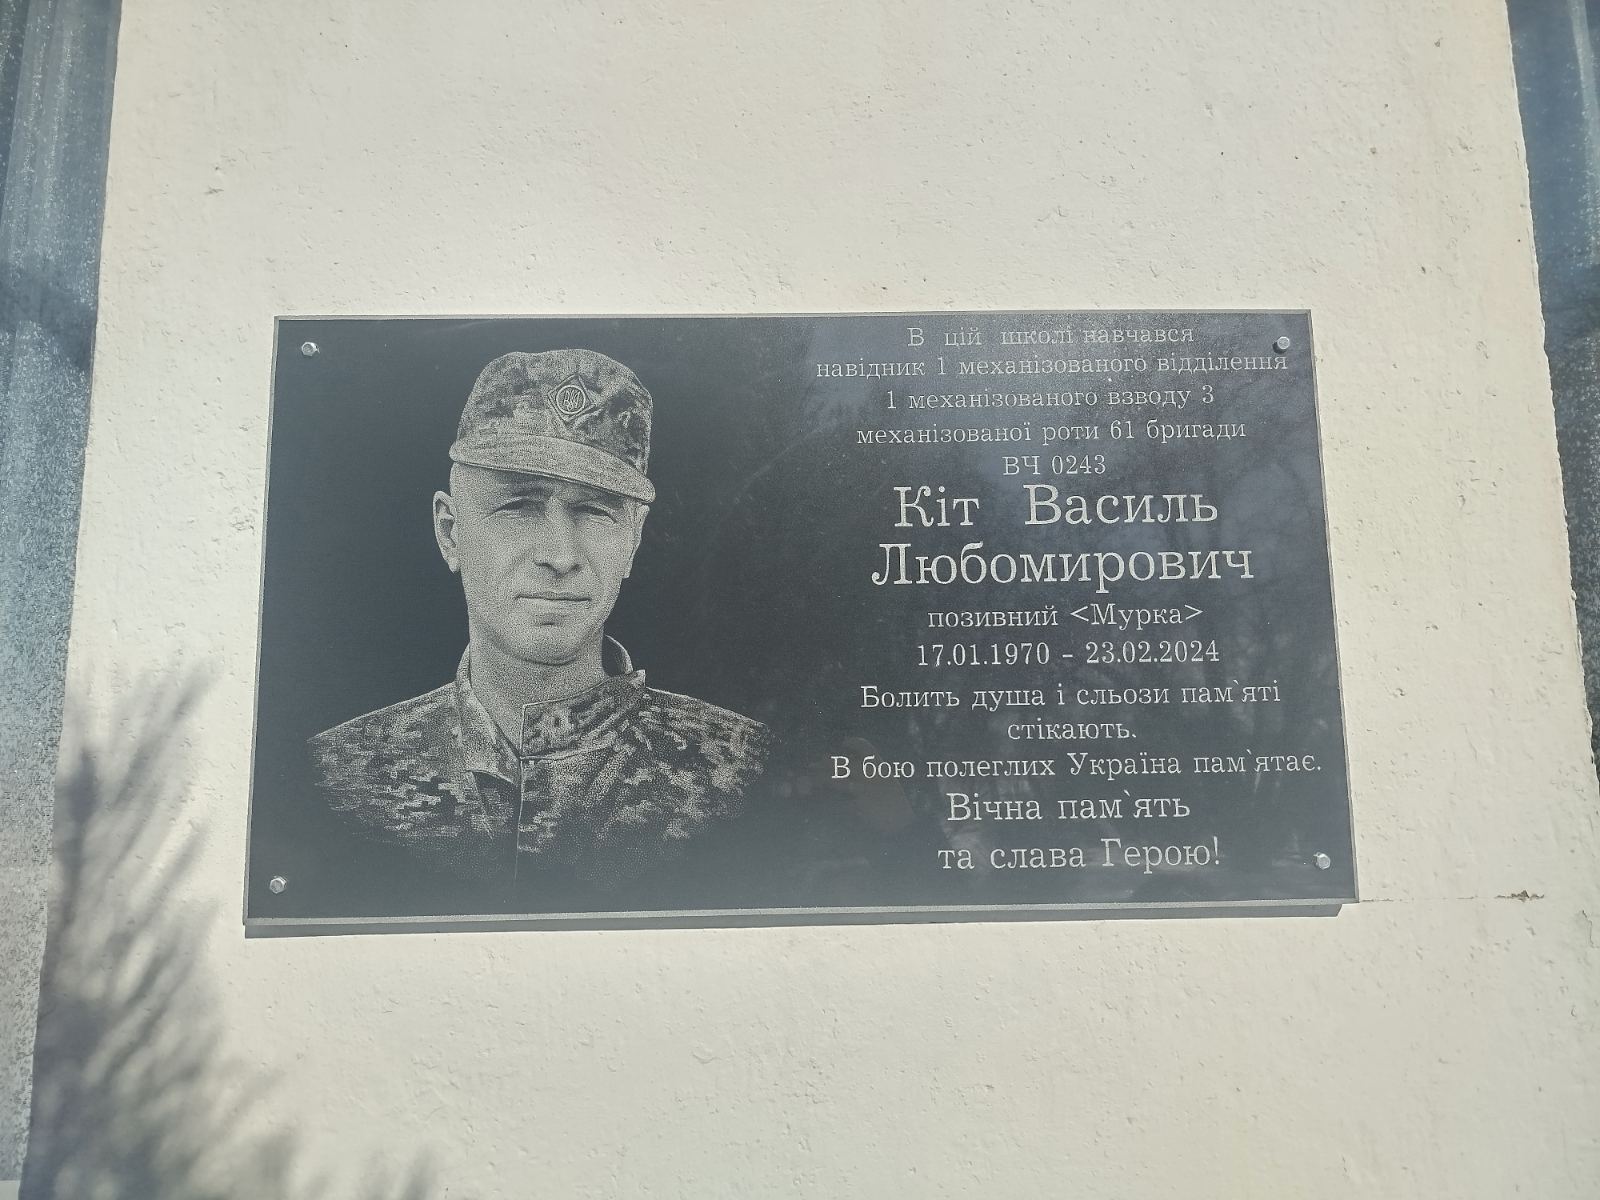 В цій школі навчався
навідник 1 механізованого відділення
1 механізованого взводу 3
механізованої роти 61 бригади
ВЧ 0243
Кіт Василь
Любомирович
позивний <Мурка>
17.01.1970 - 23.02.2024
Болить душа і сльози пам`яті
стікають.
В бою полеглих Україна пам`ятає.
Вічна пам`ять
та слава Герою!